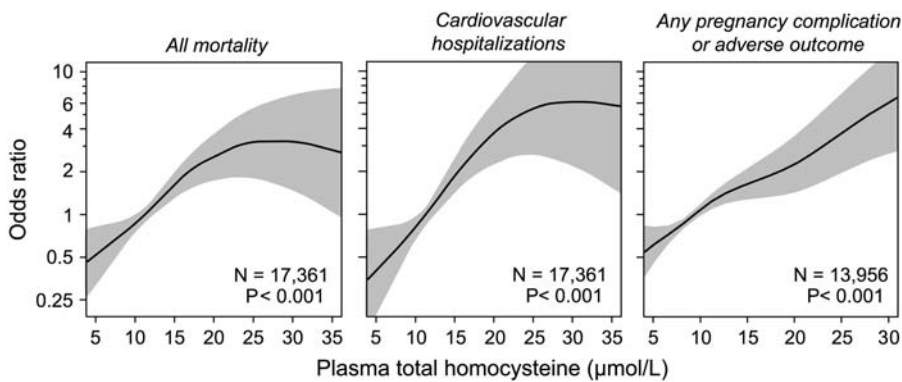 All mortality
Cardiovascular
hospitalizations
Any pregnancy complication
or adverse outcome
Odds ratio
10
6
4
2
1
0.5
0.25
N = 17,361
P< 0.001
N = 17,361
P< 0.001
N = 13,956
P< 0.001
5 10 15 20 25 30 35
5 10 15 20 25 30 35
5 10 15 20 25 30
Plasma total homocysteine (μmol/L)